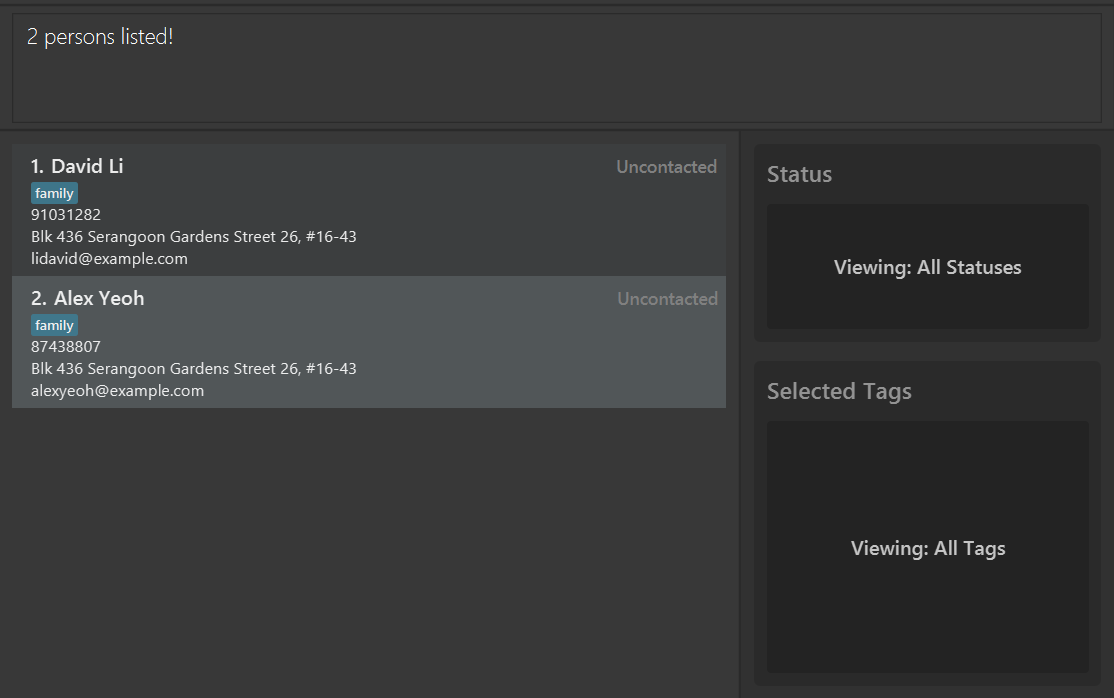 2 persons listed!
1. David Li
Uncontacted
family
91031282
Blk 436 Serangoon Gardens Street 26, #16-43
lidavid@example.com
2. Alex Yeoh
Uncontacted
family
87438807
Blk 436 Serangoon Gardens Street 26, #16-43
alexyeoh@example.com
Status
Viewing: All Statuses
Selected Tags
Viewing: All Tags